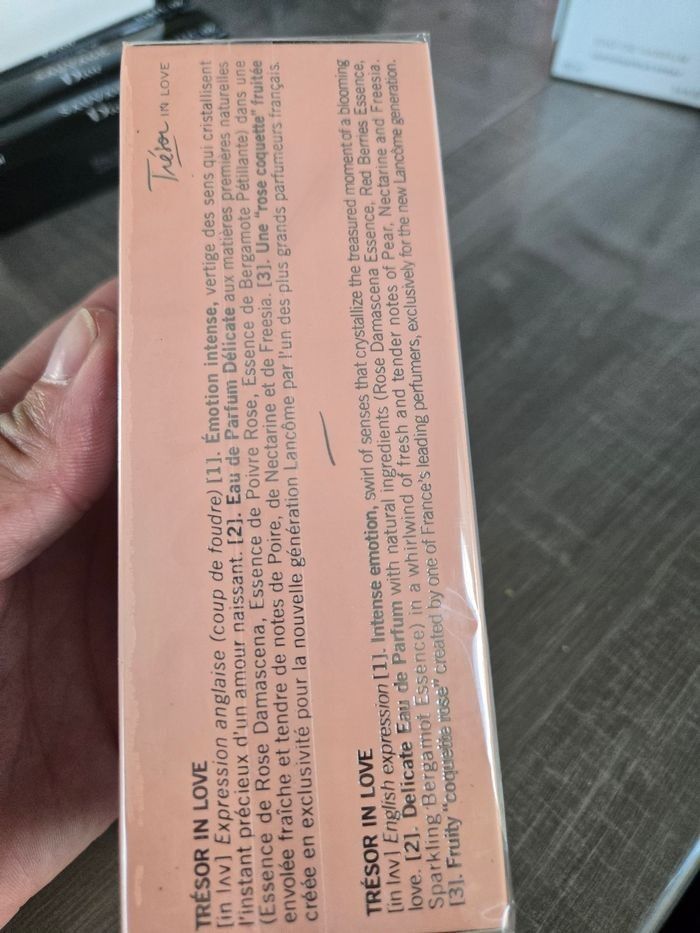 Trésor IN LOVE
TRÉSOR IN LOVE
[in lʌv] Expression anglaise (coup de foudre) [1]. Émotion intense, vertige des sens qui cristallisent
l'instant précieux d'un amour naissant. [2]. Eau de Parfum Délicate aux matières premières naturelles
(Essence de Rose Damascena, Essence de Poivre Rose, Essence de Bergamote Pétillante) dans une
envolée fraîche et tendre de notes de Poire, de Nectarine et de Freesia. [3]. Une "rose coquette" fruitée
créée en exclusivité pour la nouvelle génération Lancôme par l'un des plus grands parfumeurs français.
TRÉSOR IN LOVE
[in lʌv] English expression [1]. Intense emotion, swirl of senses that crystallize the treasured moment of a blooming
love. [2]. Delicate Eau de Parfum with natural ingredients (Rose Damascena Essence, Red Berries Essence,
Sparkling Bergamot Essence) in a whirlwind of fresh and tender notes of Pear, Nectarine and Freesia.
[3]. Fruity "coquette rose" created by one of France's leading perfumers, exclusively for the new Lancôme generation.